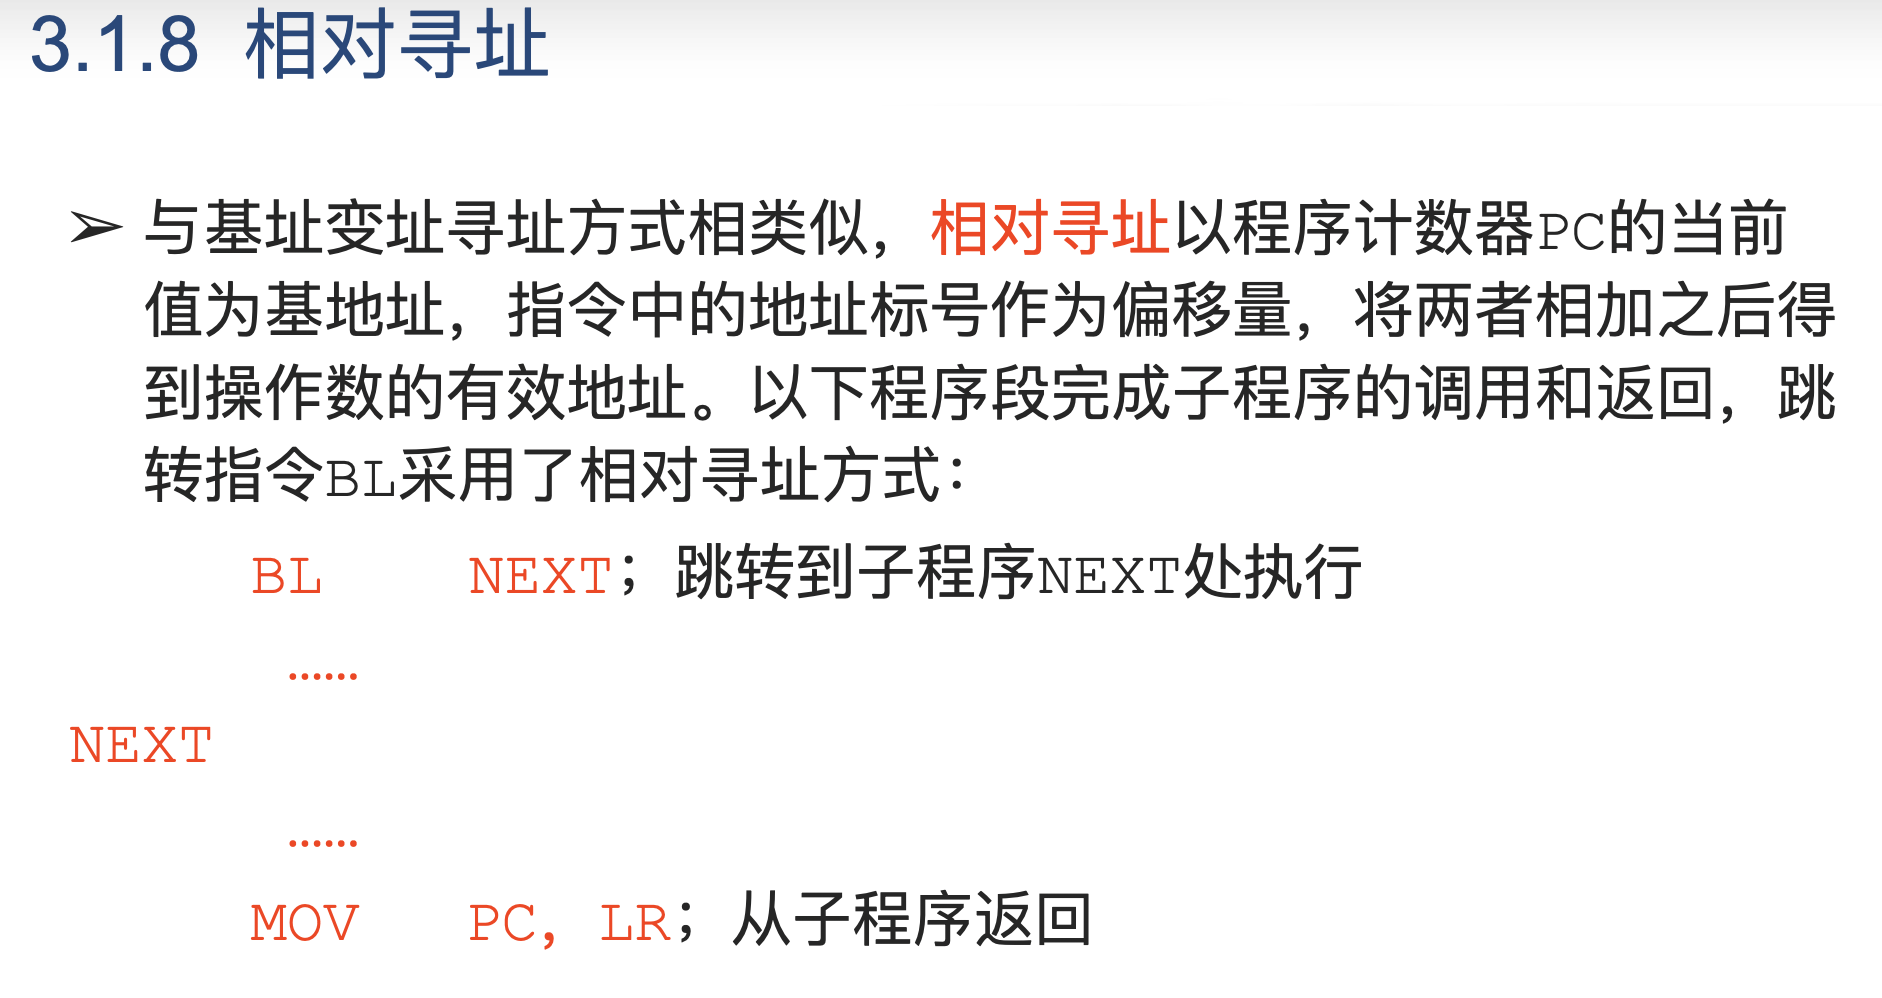 3.1.8 相对寻址
➢ 与基址变址寻址方式相类似，相对寻址以程序计数器PC的当前
值为基地址，指令中的地址标号作为偏移量，将两者相加之后得
到操作数的有效地址。以下程序段完成子程序的调用和返回，跳
转指令BL采用了相对寻址方式：
BL NEXT；跳转到子程序NEXT处执行
……
NEXT
……
MOV PC，LR；从子程序返回